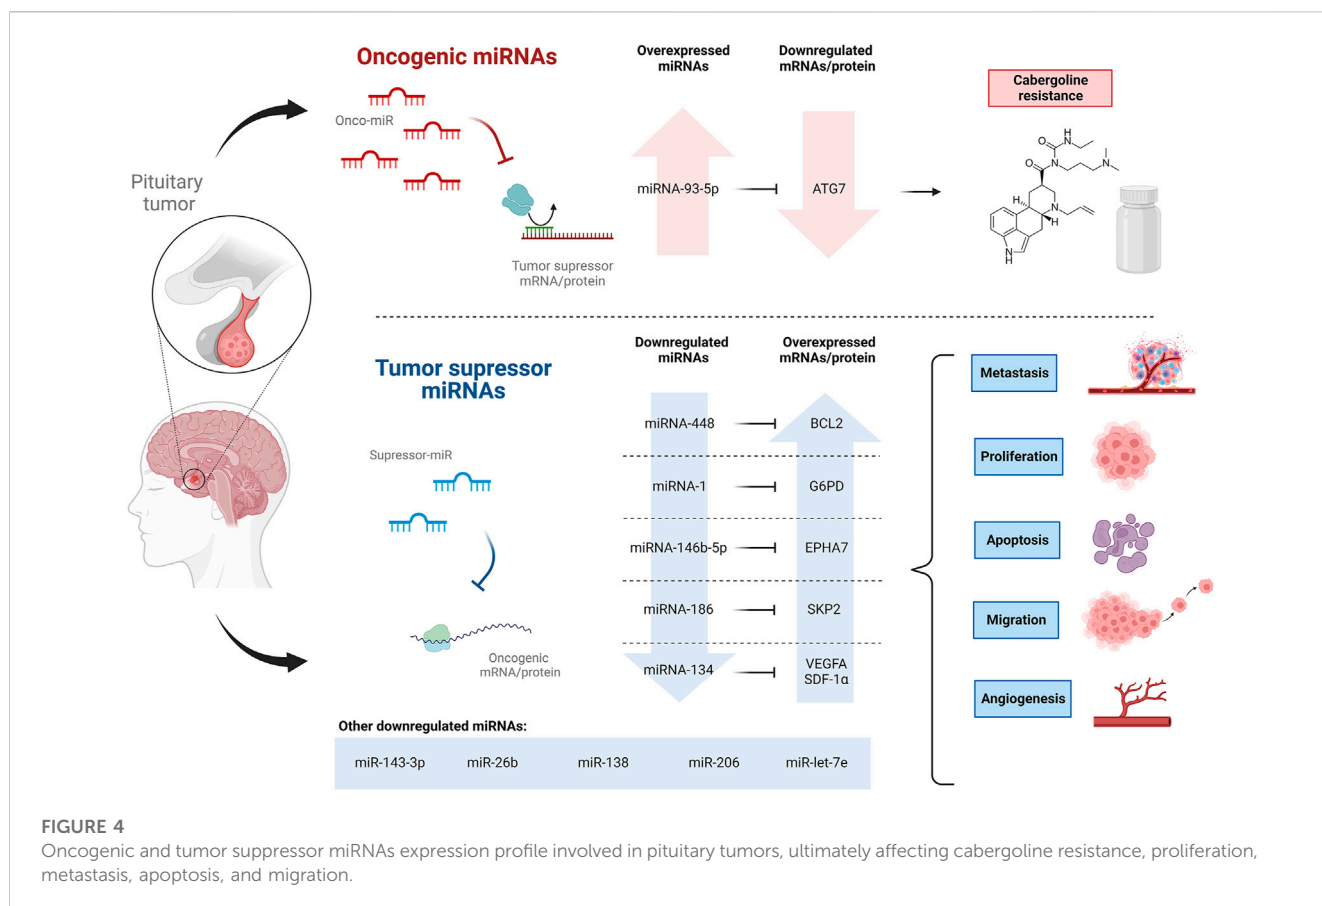 Oncogenic miRNAs
Overexpressed
miRNAs
Downregulated
mRNAs/protein
Cabergoline
resistance
Onco-miR
Pituitary
tumor
miRNA-93-5p
ATG7
Tumor supressor
mRNA/protein
H
N
O
O
N
N
H
N
H
N
H
Downregulated
miRNAs
Overexpressed
mRNAs/protein
Tumor supressor
miRNAs
Supressor-miR
Oncogenic
mRNA/protein
miRNA-448
BCL2
miRNA-1
G6PD
miRNA-146b-5p
EPHA7
miRNA-186
SKP2
miRNA-134
VEGFA
SDF-1α
Metastasis
Proliferation
Apoptosis
Migration
Angiogenesis
Other downregulated miRNAs:
miR-143-3p miR-26b miR-138 miR-206 miR-let-7e
FIGURE 4
Oncogenic and tumor suppressor miRNAs expression profile involved in pituitary tumors, ultimately affecting cabergoline resistance, proliferation,
metastasis, apoptosis, and migration.